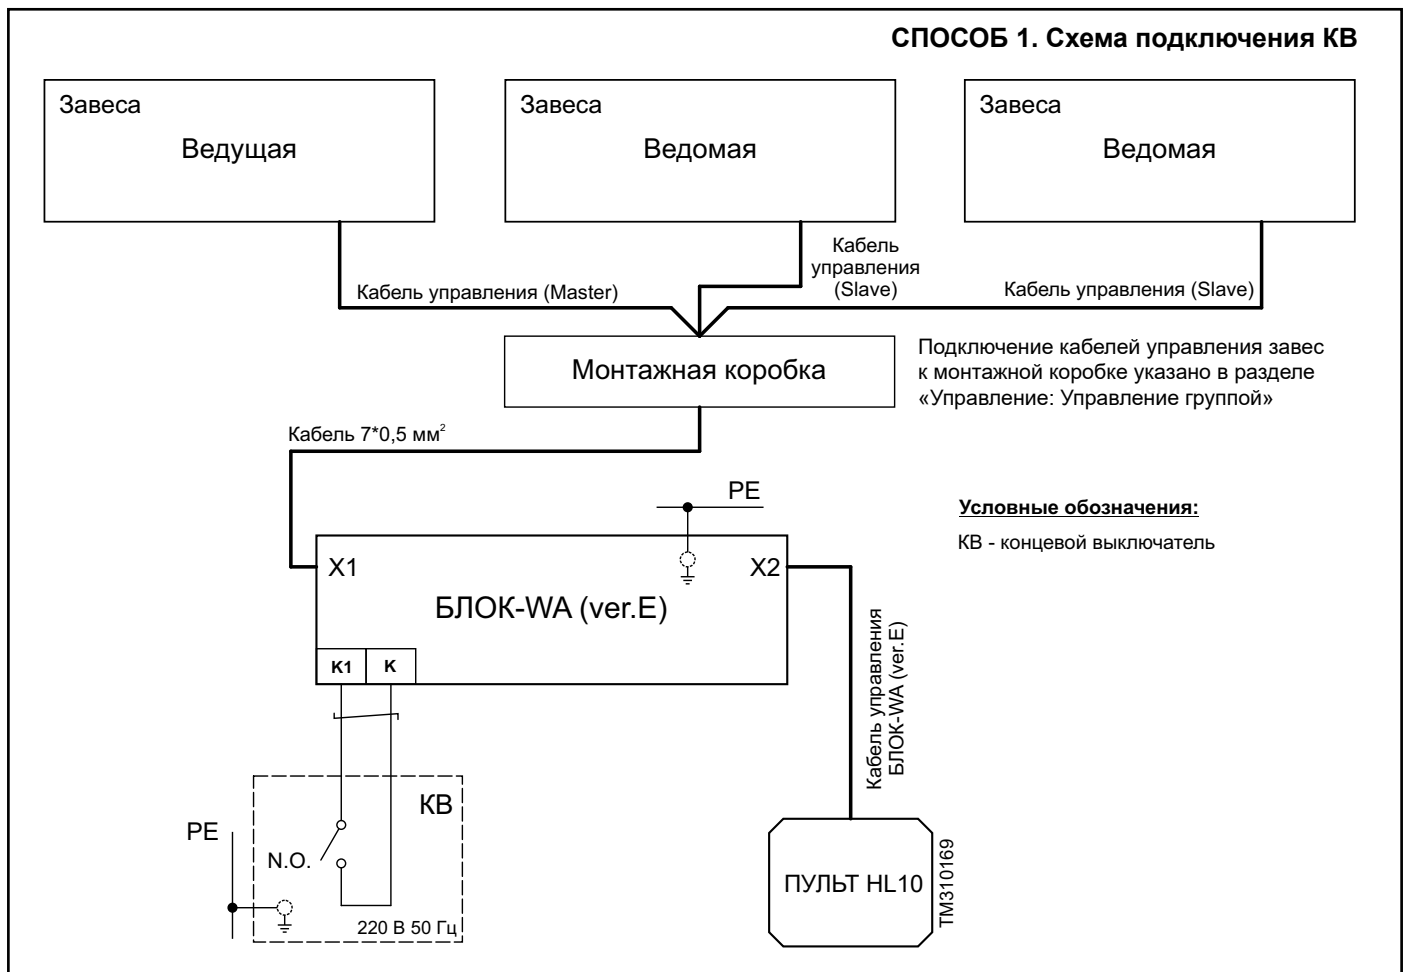 СПОСОБ 1. Схема подключения КВ
Завеса
Ведущая
Завеса
Ведомая
Завеса
Ведомая
Кабель управления (Master)
Кабель
управления
(Slave)
Кабель управления (Slave)
Монтажная коробка
Подключение кабелей управления завес
к монтажной коробке указано в разделе
«Управление: Управление группой»
Кабель 7*0,5 мм²
PE
Условные обозначения:
КВ - концевой выключатель
X1
X2
БЛОК-WA (ver.E)
K1
K
Кабель управления
БЛОК-WA (ver.E)
КВ
PE
N.O.
220 В 50 Гц
ПУЛЬТ HL10
TM310169